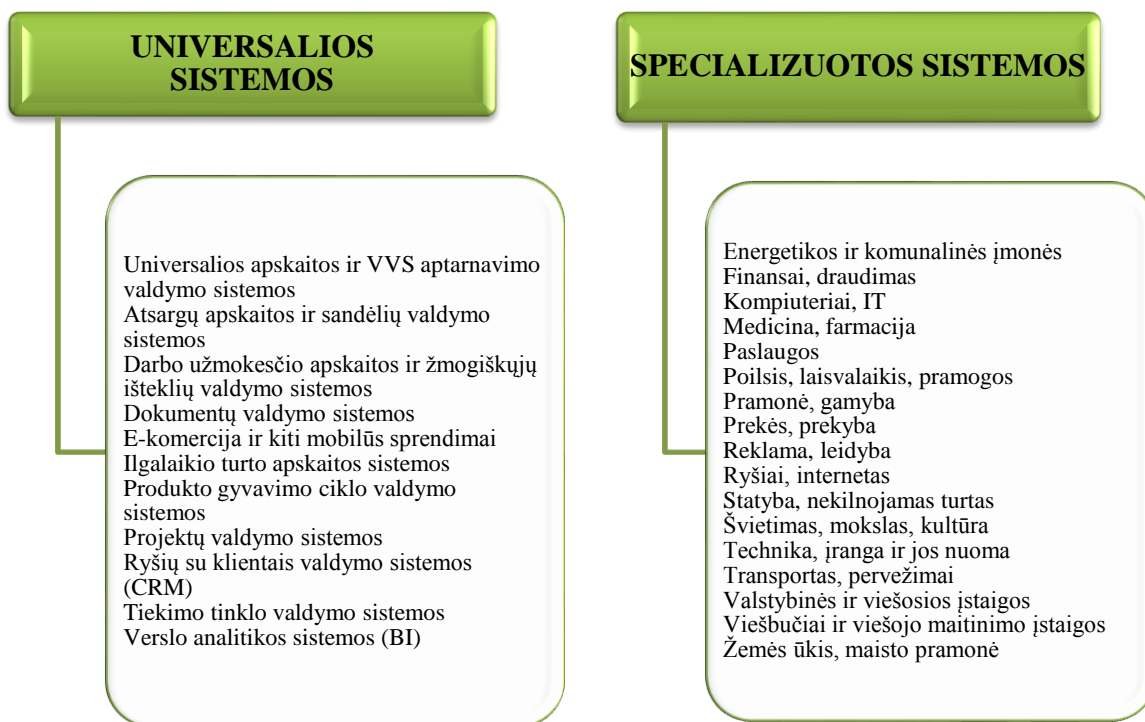 UNIVERSALIOS
SISTEMOS
Universalios apskaitos ir VVS aptarnavimo
valdymo sistemos
Atsargų apskaitos ir sandėlių valdymo
sistemos
Darbo užmokesčio apskaitos ir žmogiškųjų
išteklių valdymo sistemos
Dokumentų valdymo sistemos
E-komercija ir kiti mobilūs sprendimai
Ilgalaikio turto apskaitos sistemos
Produkto gyvavimo ciklo valdymo
sistemos
Projektų valdymo sistemos
Ryšių su klientais valdymo sistemos
(CRM)
Tiekimo tinklo valdymo sistemos
Verslo analitikos sistemos (BI)
SPECIALIZUOTOS SISTEMOS
Energetikos ir komunalinės įmonės
Finansai, draudimas
Kompiuteriai, IT
Medicina, farmacija
Paslaugos
Poilsis, laisvalaikis, pramogos
Pramonė, gamyba
Prekės, prekyba
Reklama, leidyba
Ryšiai, internetas
Statyba, nekilnojamas turtas
Švietimas, mokslas, kultūra
Technika, įranga ir jos nuoma
Transportas, pervežimai
Valstybinės ir viešosios įstaigos
Viešbučiai ir viešojo maitinimo įstaigos
Žemės ūkis, maisto pramonė